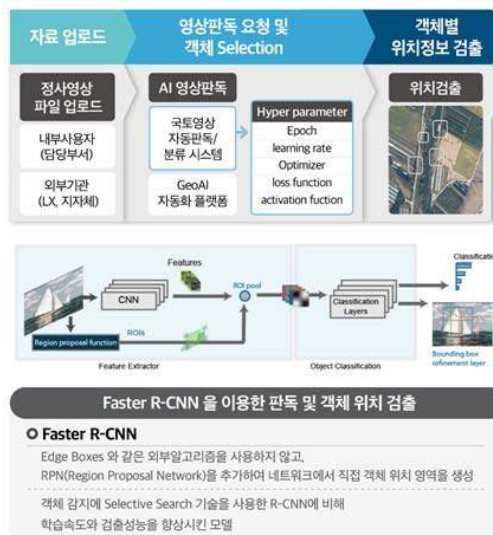 자료 업로드
영상판독 요청 및
객체 Selection
객체별
위치정보 검출
정사영상
파일 업로드
내부사용자
(담당부서)
외부기관
(LX, 지자체)
AI 영상판독
국토영상
자동판독/
분류 시스템
GeoAI
자동화 플랫폼
Hyper parameter
Epoch
learning rate
Optimizer
loss function
activation fuction
위치검출
Features
CNN
ROI pool
Region proposal function
ROIs
Feature Extractor
Classification
Layers
Object Classification
Classificatio
Bounding box
refinement layer
Faster R-CNN 을 이용한 판독 및 객체 위치 검출
Faster R-CNN
Edge Boxes 와 같은 외부알고리즘을 사용하지 않고,
RPN(Region Proposal Network)을 추가하여 네트워크에서 직접 객체 위치 영역을 생성
객체 감지에 Selective Search 기술을 사용한 R-CNN에 비해
학습속도와 검출성능을 향상시킨 모델